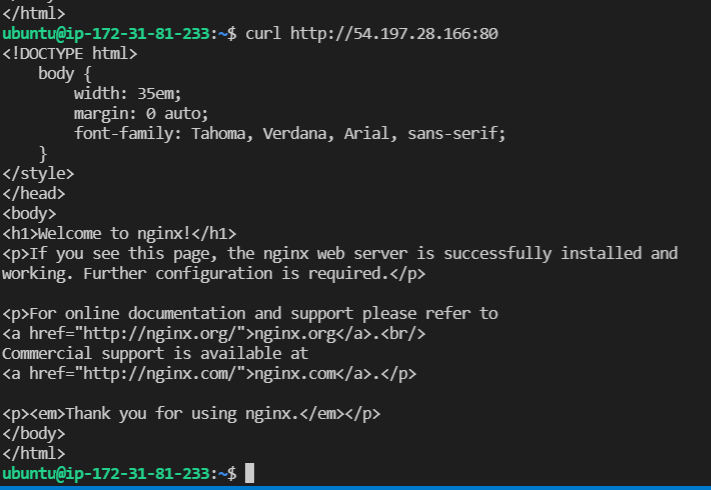 </html>
ubuntu@ip-172-31-81-233:~$ curl http://54.197.28.166:80
<!DOCTYPE html>
    body {
        width: 35em;
        margin: 0 auto;
        font-family: Tahoma, Verdana, Arial, sans-serif;
    }
</style>
</head>
<body>
<h1>Welcome to nginx!</h1>
<p>If you see this page, the nginx web server is successfully installed and
working. Further configuration is required.</p>

<p>For online documentation and support please refer to
<a href="http://nginx.org/">nginx.org</a>.<br/>
Commercial support is available at
<a href="http://nginx.com/">nginx.com</a>.</p>

<p><em>Thank you for using nginx.</em></p>
</body>
</html>
ubuntu@ip-172-31-81-233:~$